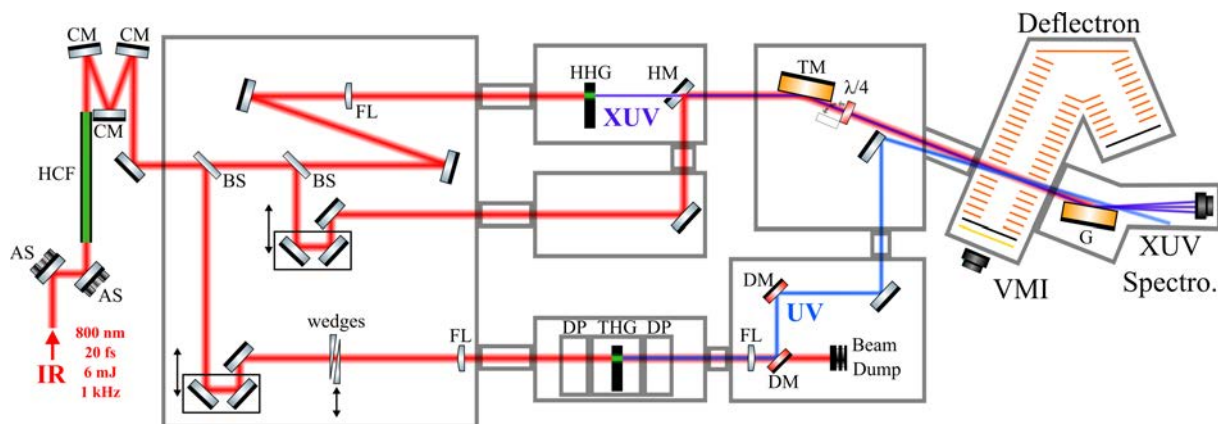 CM CM
CM
HCF
AS
AS
IR
800 nm
20 fs
6 mJ
1 kHz
BS
BS
FL
wedges
FL
HHG
HM
XUV
DP THG DP
FL
DM
DM
UV
Beam
Dump
TM
λ/4
Deflectron
VMI
G
XUV
Spectro.